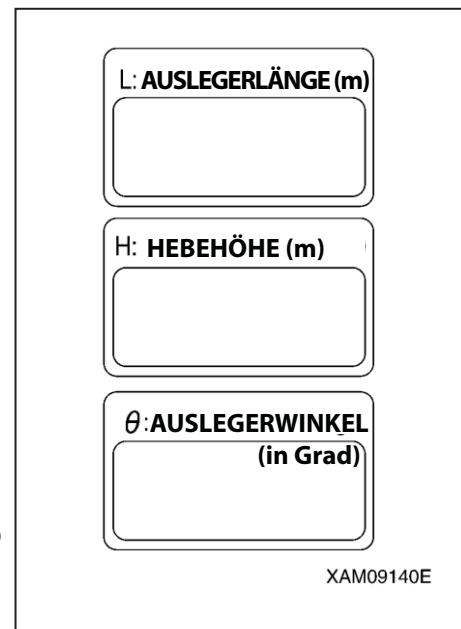 L: AUSLEGERLÄNGE (m)
H: HEBEHÖHE (m)
θ: AUSLEGERWINKEL
(in Grad)
XAM09140E